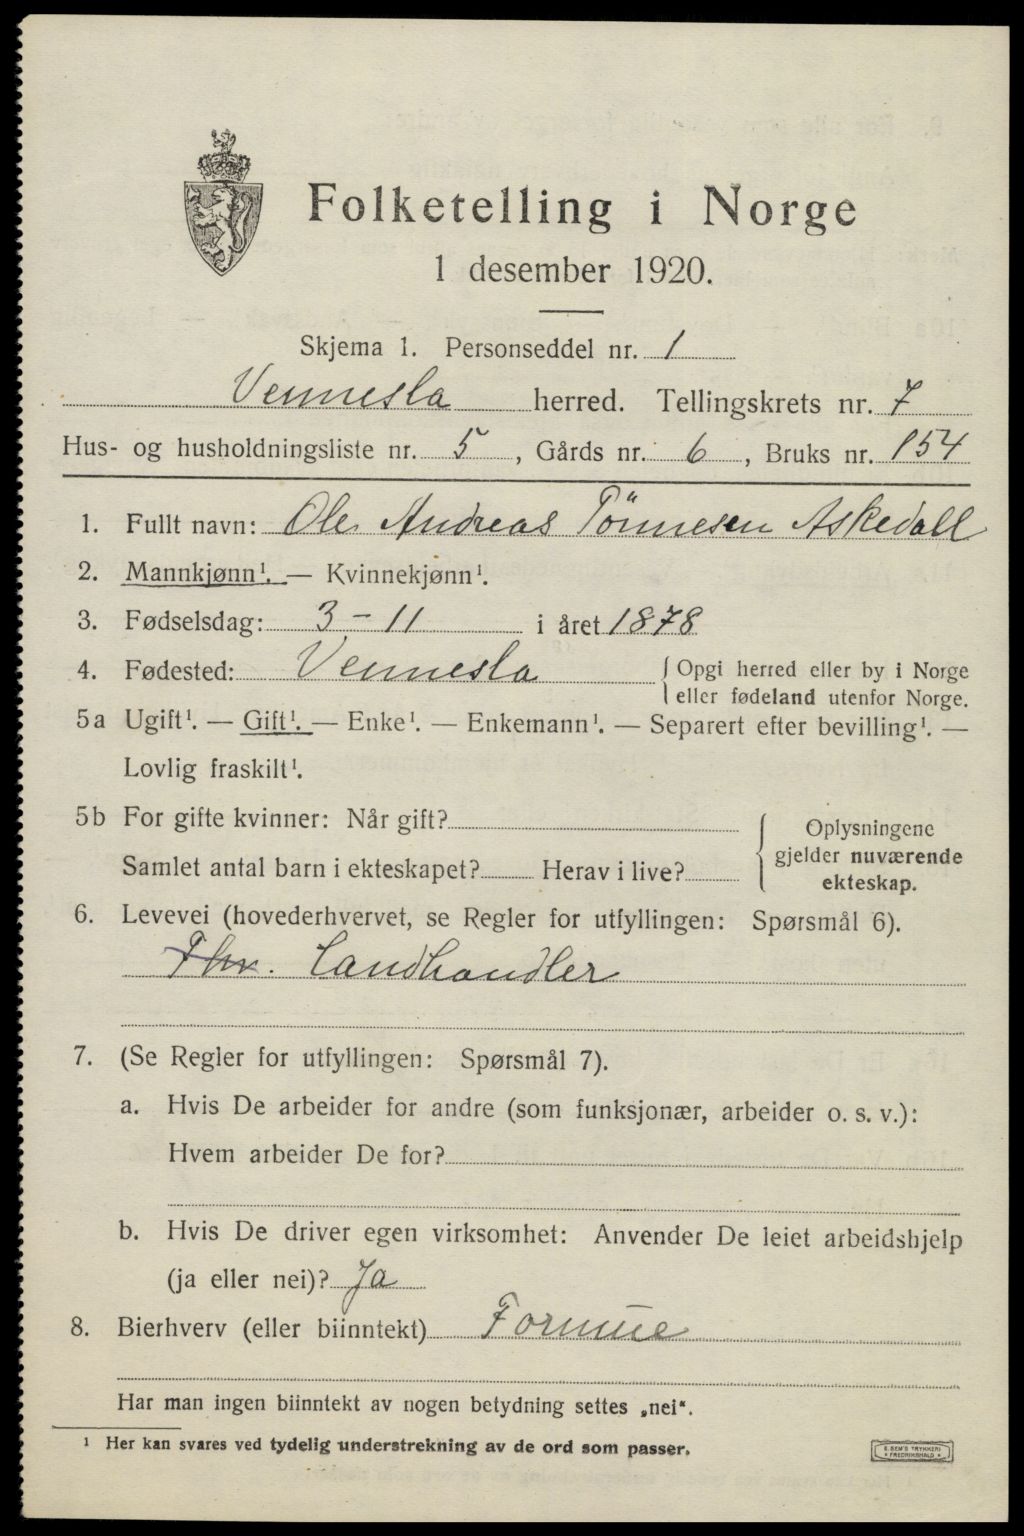 Folketelling i Norge
1 desember 1920.
Skjema 1. Personseddel nr. 1
Vennesla herred. Tellingskrets nr. 7
Hus- og husholdningsliste nr. 5, Gårds nr. 6, Bruks nr. 154
1. Fullt navn: Ole Andreas Tönnesen Askedall
2. Mannkjønn¹. — Kvinnekjønn¹.
3. Fødselsdag: 3-11 i året 1878
4. Fødested: Vennesla { Opgi herred eller by i Norge
eller fødeland utenfor Norge.
5a Ugift¹. — Gift¹. — Enke¹. — Enkemann¹. — Separert efter bevilling¹. —
Lovlig fraskilt¹.
5b For gifte kvinner: Når gift?
Samlet antal barn i ekteskapet? Herav i live?
Oplysningene
gjelder nuværende
ekteskap.
6. Levevei (hovederhvervet, se Regler for utfyllingen: Spørsmål 6).
Landhandler
7. (Se Regler for utfyllingen: Spørsmål 7).
a. Hvis De arbeider for andre (som funksjonær, arbeider o. s. v.):
Hvem arbeider De for?
b. Hvis De driver egen virksomhet: Anvender De leiet arbeidshjelp
(ja eller nei)? Ja
8. Bierhverv (eller biinntekt) Formue
Har man ingen biinntekt av nogen betydning settes „nei“.
¹ Her kan svares ved tydelig understrekning av de ord som passer.
E. SEM'S TRYKKERI
FREDRIKSHALD